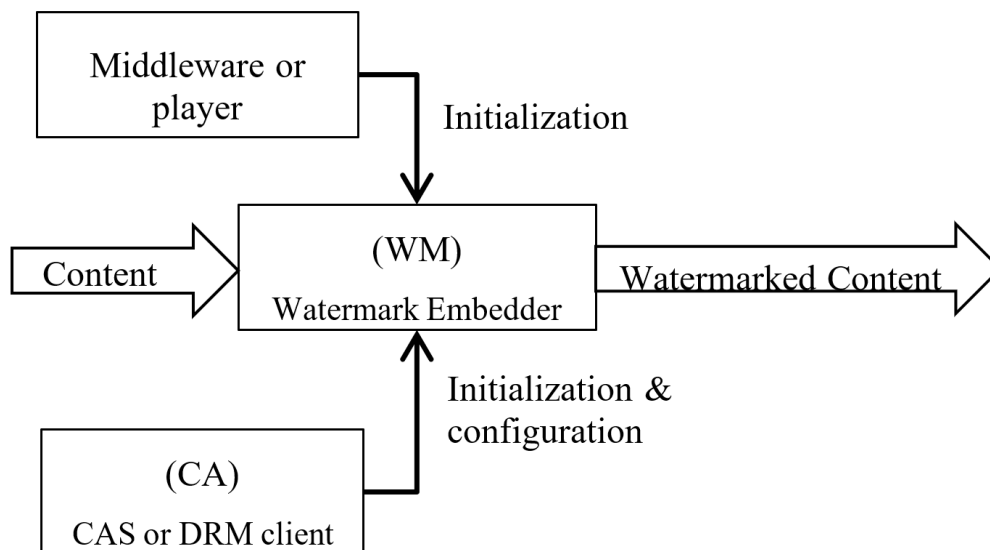 Middleware or
player
Initialization
(WM)
Content
Watermark Embedder
Watermarked Content
Initialization &
configuration
(CA)
CAS or DRM client